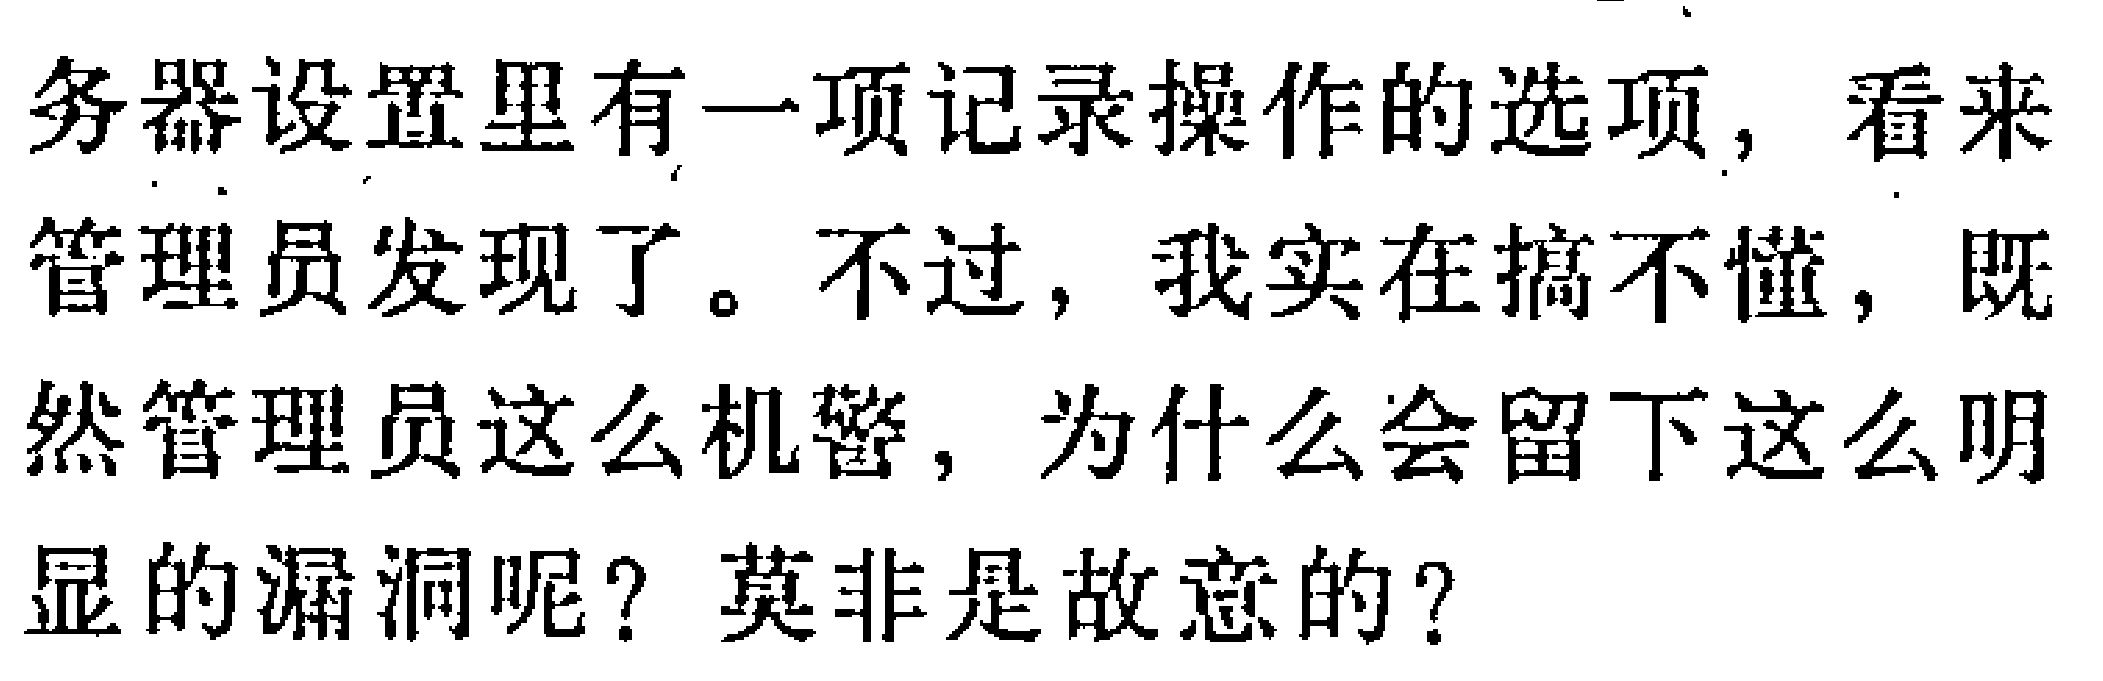 务器设置里有一项记录操作的选项，看来
管理员发现了。不过，我实在搞不懂，既
然管理员这么机警，为什么会留下这么明
显的漏洞呢？莫非是故意的？